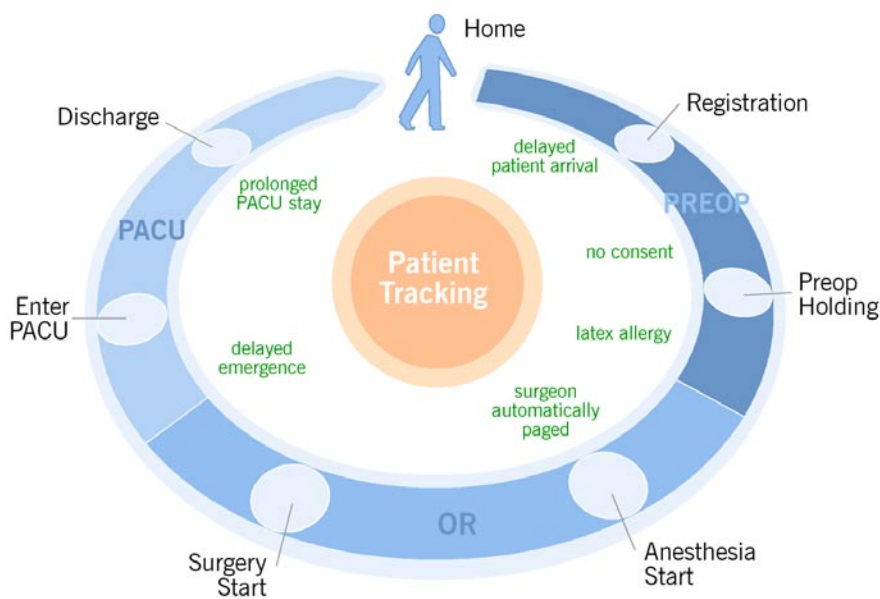 Home
Discharge
Registration
delayed
patient arrival
prolonged
PACU stay
PACU
PREOP
Patient
Tracking
no consent
Enter
PACU
Preop
Holding
latex allergy
delayed
emergence
surgeon
automatically
paged
OR
Surgery
Start
Anesthesia
Start